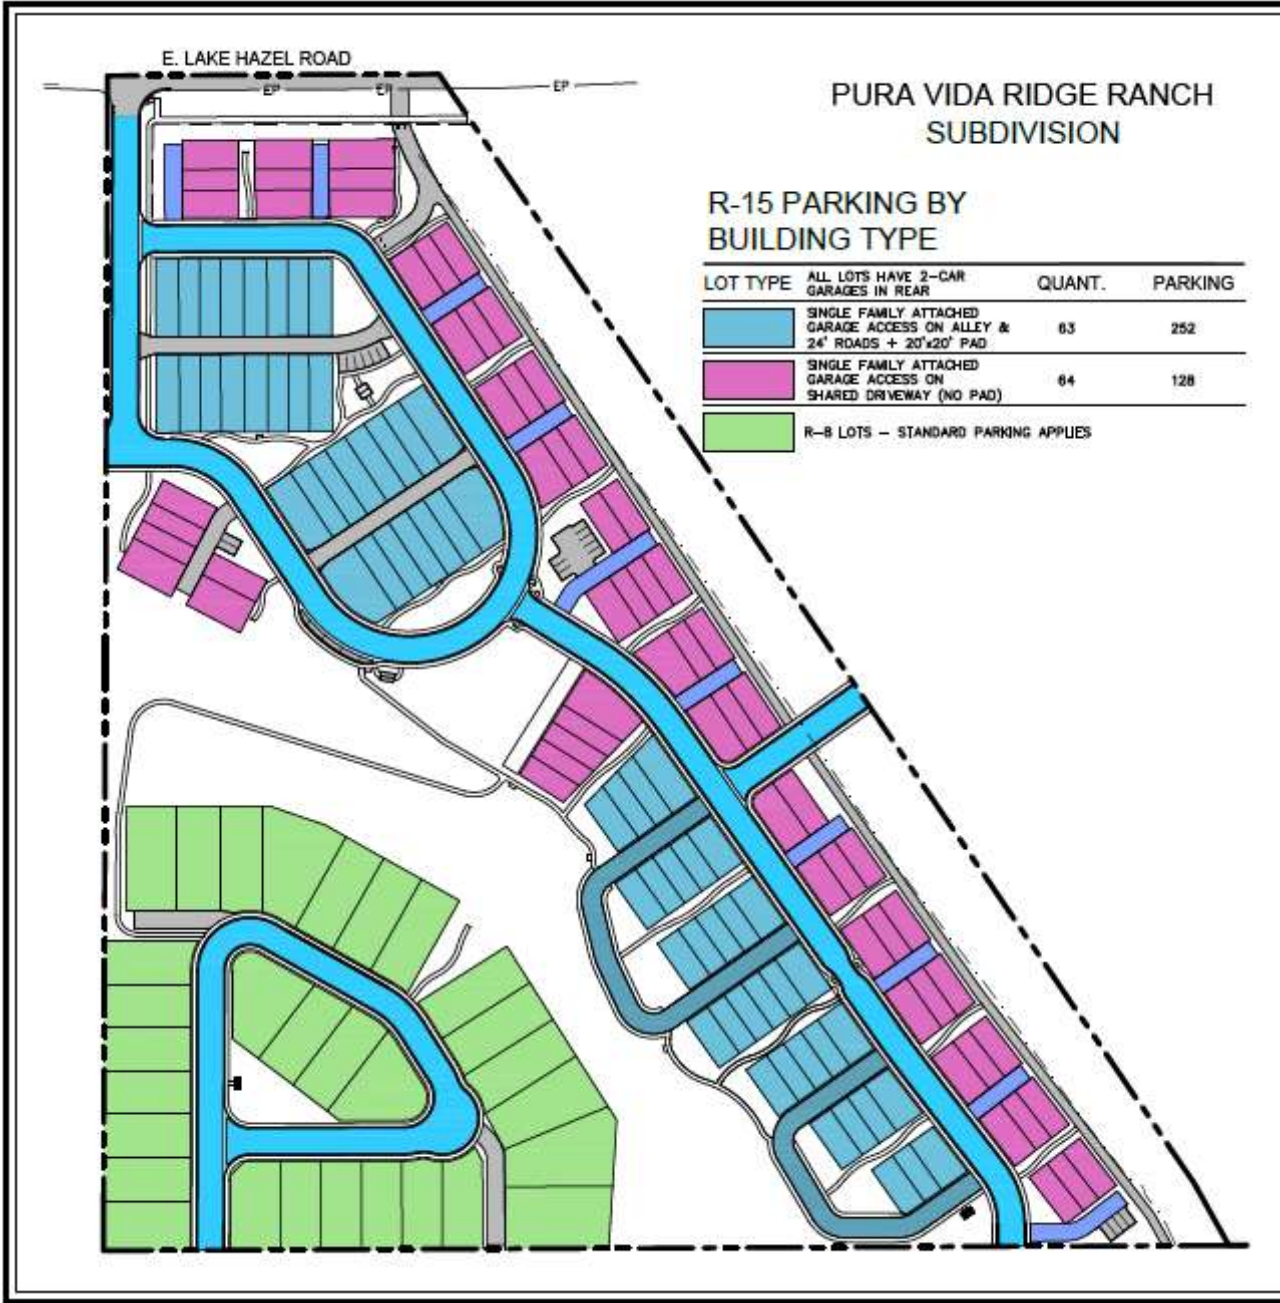 E. LAKE HAZEL ROAD
EP EP EP
PURA VIDA RIDGE RANCH
SUBDIVISION
R-15 PARKING BY
BUILDING TYPE
LOT TYPE ALL LOTS HAVE 2-CAR GARAGES IN REAR QUANT. PARKING
SINGLE FAMILY ATTACHED
GARAGE ACCESS ON ALLEY & 63 252
24' ROADS + 20'x20' PAD
SINGLE FAMILY ATTACHED
GARAGE ACCESS ON 64 128
SHARED DRIVEWAY (NO PAD)
R-8 LOTS - STANDARD PARKING APPLIES